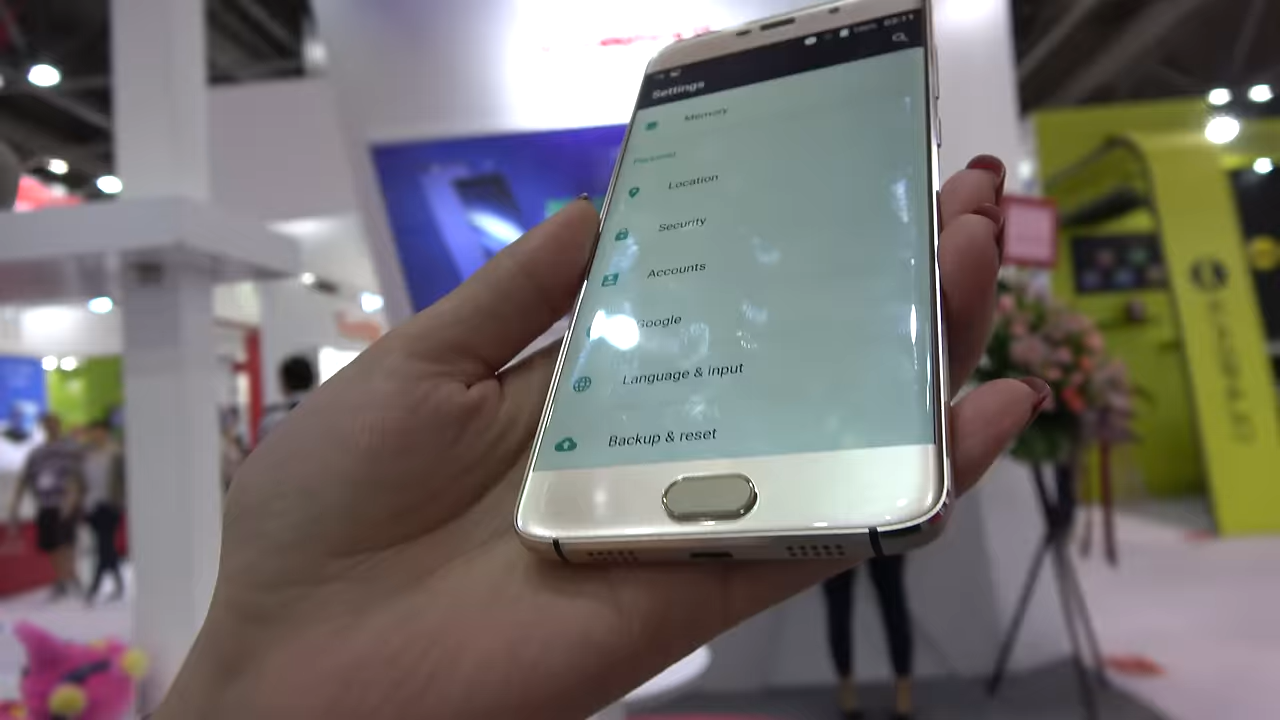 Settings
Memory
Personal
Location
Security
Accounts
Google
Language & input
Backup & reset